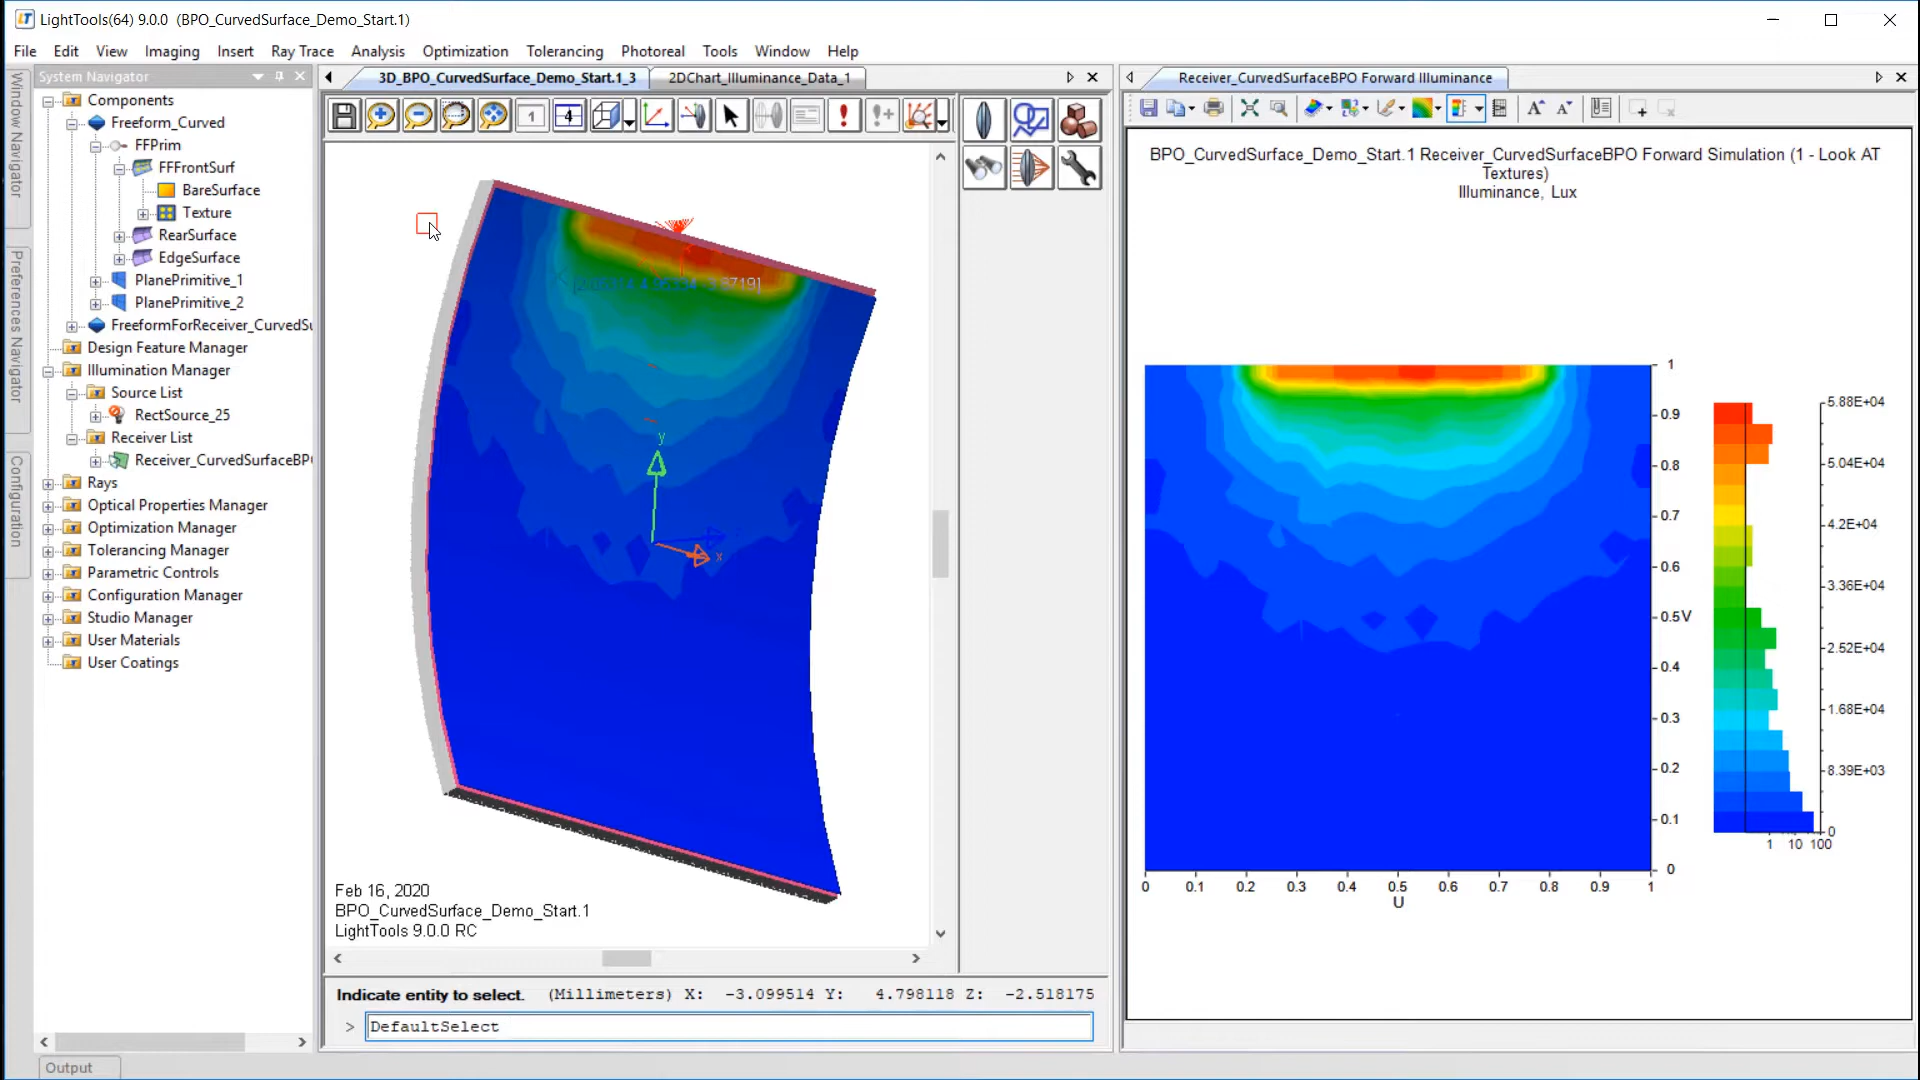 LightTools(64) 9.0.0 (BPO_CurvedSurface_Demo_Start.1)
File Edit View Imaging Insert Ray Trace Analysis Optimization Tolerancing Photoreal Tools Window Help
Window Navigator
Preferences Navigator
Configuration
System Navigator
Components
Freeform_Curved
FFPrim
FFFrontSurf
BareSurface
Texture
RearSurface
EdgeSurface
PlanePrimitive_1
PlanePrimitive_2
FreeformForReceiver_CurvedSu
Design Feature Manager
Illumination Manager
Source List
RectSource_25
Receiver List
Receiver_CurvedSurfaceBP
Rays
Optical Properties Manager
Optimization Manager
Tolerancing Manager
Parametric Controls
Configuration Manager
Studio Manager
User Materials
User Coatings
Output
3D_BPO_CurvedSurface_Demo_Start.1_3
2DChart_Illuminance_Data_1
1
4
y
x
Feb 16, 2020
BPO_CurvedSurface_Demo_Start.1
LightTools 9.0.0 RC
Indicate entity to select. (Millimeters) X: -3.099514 Y: 4.798118 Z: -2.518175
> DefaultSelect
Receiver_CurvedSurfaceBPO Forward Illuminance
BPO_CurvedSurface_Demo_Start.1 Receiver_CurvedSurfaceBPO Forward Simulation (1 - Look AT
Textures)
Illuminance, Lux
1
0.9
0.8
0.7
0.6
0.5V
0.4
0.3
0.2
0.1
0
0 0.1 0.2 0.3 0.4 0.5 0.6 0.7 0.8 0.9 1
U
5.88E+04
5.04E+04
4.2E+04
3.36E+04
2.52E+04
1.68E+04
8.39E+03
0
1 10 100